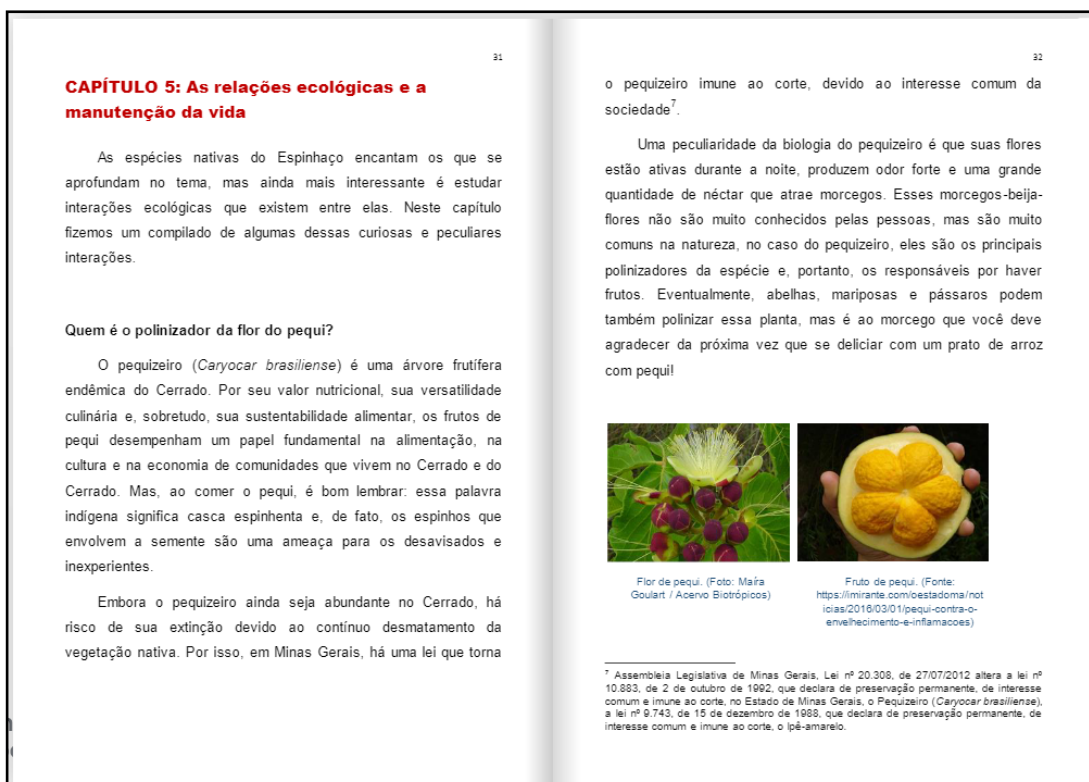 31
CAPÍTULO 5: As relações ecológicas e a
manutenção da vida
As espécies nativas do Espinhaço encantam os que se
aprofundam no tema, mas ainda mais interessante é estudar
interações ecológicas que existem entre elas. Neste capítulo
fizemos um compilado de algumas dessas curiosas e peculiares
interações.
Quem é o polinizador da flor do pequi?
O pequizeiro (Caryocar brasiliense) é uma árvore frutífera
endêmica do Cerrado. Por seu valor nutricional, sua versatilidade
culinária e, sobretudo, sua sustentabilidade alimentar, os frutos de
pequi desempenham um papel fundamental na alimentação, na
cultura e na economia de comunidades que vivem no Cerrado e do
Cerrado. Mas, ao comer o pequi, é bom lembrar: essa palavra
indígena significa casca espinhenta e, de fato, os espinhos que
envolvem a semente são uma ameaça para os desavisados e
inexperientes.
Embora o pequizeiro ainda seja abundante no Cerrado, há
risco de sua extinção devido ao contínuo desmatamento da
vegetação nativa. Por isso, em Minas Gerais, há uma lei que torna
32
o pequizeiro imune ao corte, devido ao interesse comum da
sociedade⁷.
Uma peculiaridade da biologia do pequizeiro é que suas flores
estão ativas durante a noite, produzem odor forte e uma grande
quantidade de néctar que atrae morcegos. Esses morcegos-beija-
flores não são muito conhecidos pelas pessoas, mas são muito
comuns na natureza, no caso do pequizeiro, eles são os principais
polinizadores da espécie e, portanto, os responsáveis por haver
frutos. Eventualmente, abelhas, mariposas e pássaros podem
também polinizar essa planta, mas é ao morcego que você deve
agradecer da próxima vez que se deliciar com um prato de arroz
com pequi!
Flor de pequi. (Foto: Maíra
Goulart / Acervo Biotrópicos)
Fruto de pequi. (Fonte:
https://imirante.com/oestadoma/not
icias/2016/03/01/pequi-contra-o-
envelhecimento-e-inflamacoes)
⁷ Assembleia Legislativa de Minas Gerais, Lei nº 20.308, de 27/07/2012 altera a lei nº
10.883, de 2 de outubro de 1992, que declara de preservação permanente, de interesse
comum e imune ao corte, no Estado de Minas Gerais, o Pequizeiro (Caryocar brasiliense),
a lei nº 9.743, de 15 de dezembro de 1988, que declara de preservação permanente, de
interesse comum e imune ao corte, o Ipê-amarelo.